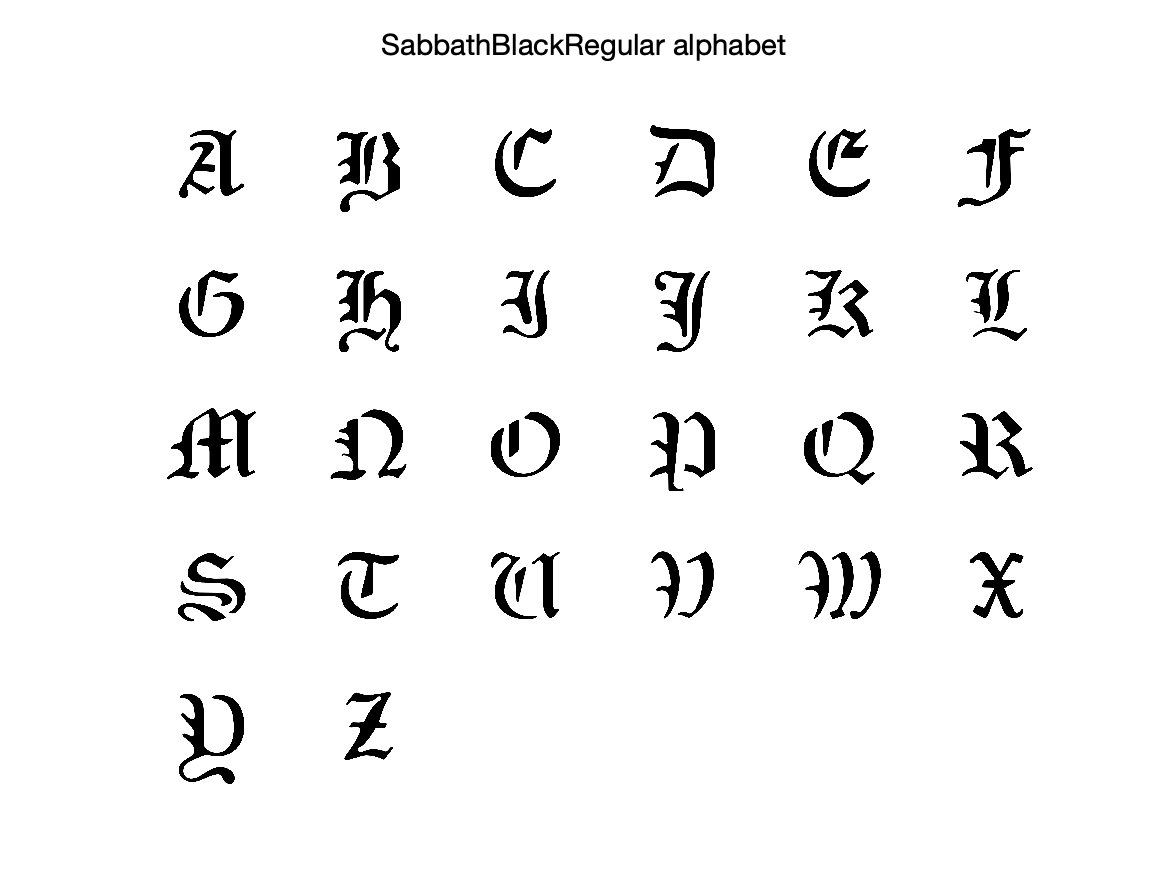 SabbathBlackRegular alphabet
A B C D E F
G H I J K L
M N O P Q R
S T U V W X
Y Z